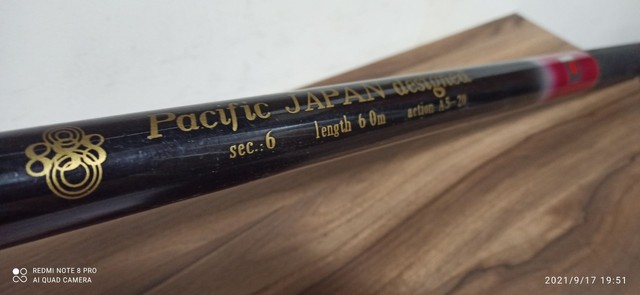 Pacific JAPAN designed
sec.:6 length 6 0m action A5-28
REDMI NOTE 8 PRO
AI QUAD CAMERA
2021/9/17 19:51